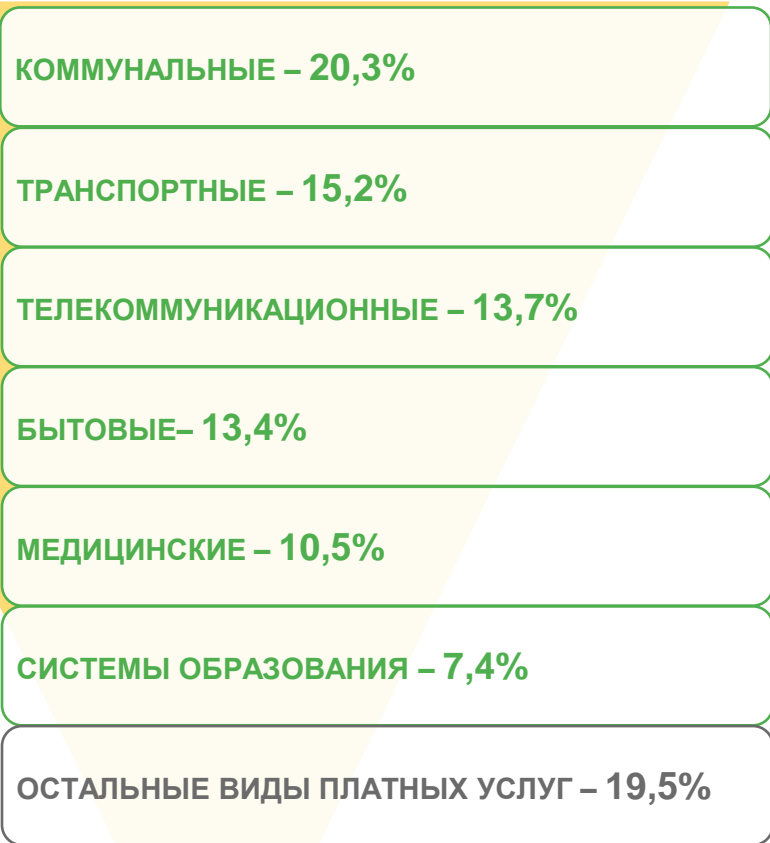 КОММУНАЛЬНЫЕ – 20,3%
ТРАНСПОРТНЫЕ – 15,2%
ТЕЛЕКОММУНИКАЦИОННЫЕ – 13,7%
БЫТОВЫЕ– 13,4%
МЕДИЦИНСКИЕ – 10,5%
СИСТЕМЫ ОБРАЗОВАНИЯ – 7,4%
ОСТАЛЬНЫЕ ВИДЫ ПЛАТНЫХ УСЛУГ – 19,5%